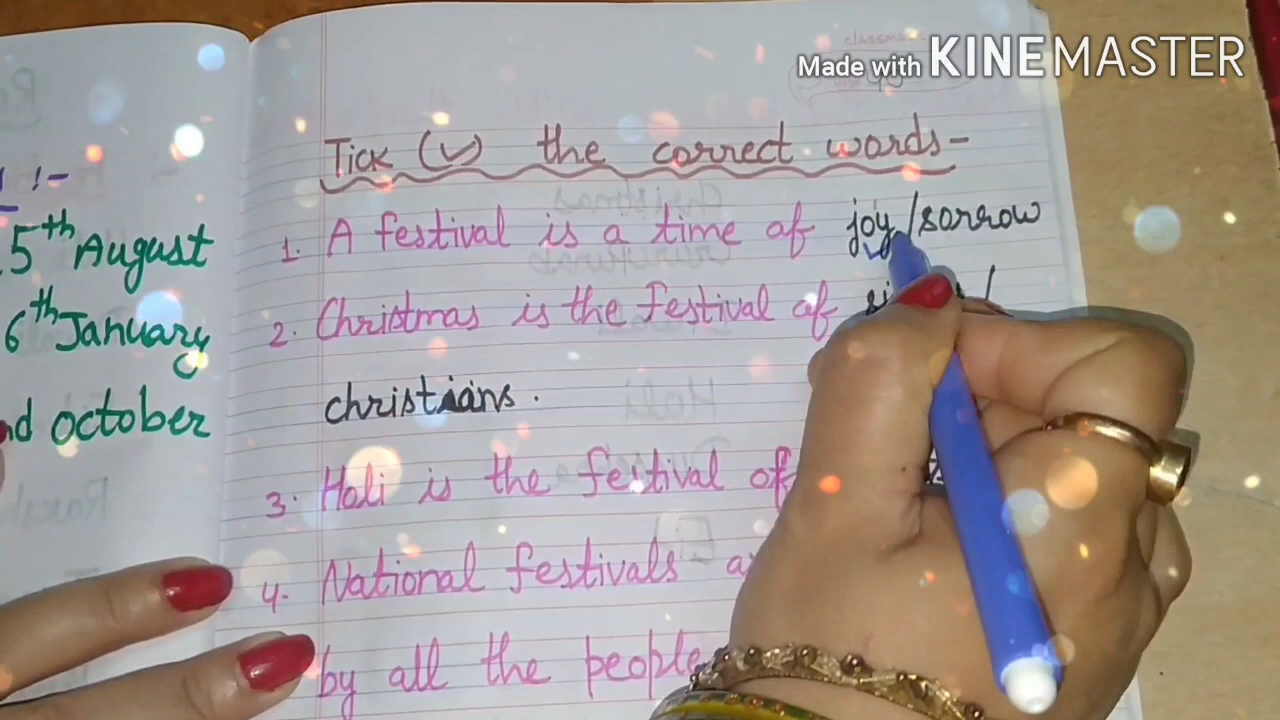 Made with KINEMASTER
Tick (✓) the correct words-
! :-
5th August
6th January
nd october
1. A festival is a time of joy/sorrow
2. Christmas is the festival of
christians.
3. Holi is the festival of
4. National festivals
by all the people